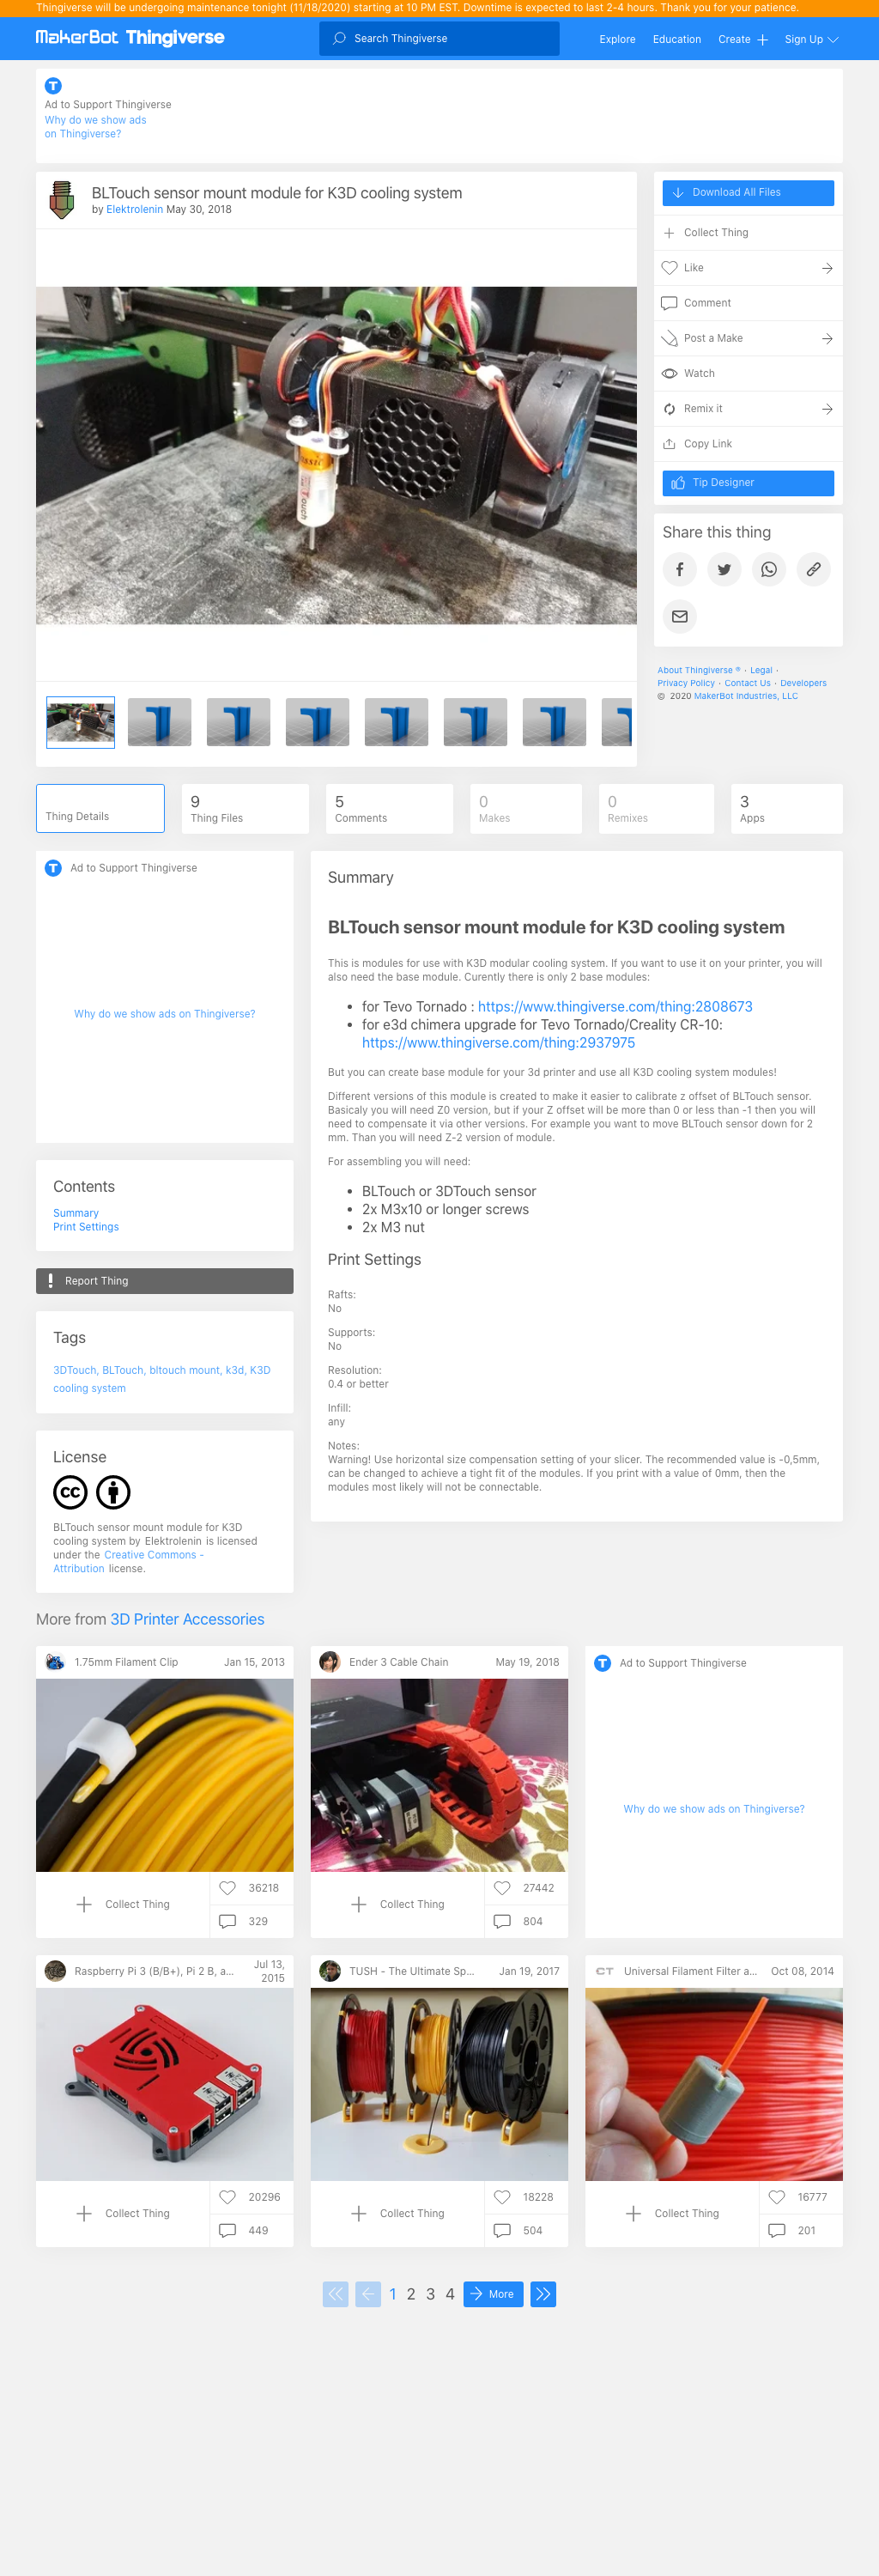 Thingiverse will be undergoing maintenance tonight (11/18/2020) starting at 10 PM EST. Downtime is expected to last 2-4 hours. Thank you for your patience.
MakerBot Thingiverse
Search Thingiverse
Explore
Education
Create
Sign Up
Ad to Support Thingiverse
Why do we show ads
on Thingiverse?
BLTouch sensor mount module for K3D cooling system
by Elektrolenin May 30, 2018
Download All Files
Collect Thing
Like
Comment
Post a Make
Watch
Remix it
Copy Link
Tip Designer
Share this thing
About Thingiverse ® · Legal ·
Privacy Policy · Contact Us · Developers
© 2020 MakerBot Industries, LLC
Thing Details
9
Thing Files
5
Comments
0
Makes
0
Remixes
3
Apps
Ad to Support Thingiverse
Why do we show ads on Thingiverse?
Contents
Summary
Print Settings
Report Thing
Tags
3DTouch, BLTouch, bltouch mount, k3d, K3D
cooling system
License
BLTouch sensor mount module for K3D
cooling system by Elektrolenin is licensed
under the Creative Commons -
Attribution license.
Summary
BLTouch sensor mount module for K3D cooling system
This is modules for use with K3D modular cooling system. If you want to use it on your printer, you will
also need the base module. Curently there is only 2 base modules:
• for Tevo Tornado : https://www.thingiverse.com/thing:2808673
• for e3d chimera upgrade for Tevo Tornado/Creality CR-10:
https://www.thingiverse.com/thing:2937975
But you can create base module for your 3d printer and use all K3D cooling system modules!
Different versions of this module is created to make it easier to calibrate z offset of BLTouch sensor.
Basicaly you will need Z0 version, but if your Z offset will be more than 0 or less than -1 then you will
need to compensate it via other versions. For example you want to move BLTouch sensor down for 2
mm. Than you will need Z-2 version of module.
For assembling you will need:
• BLTouch or 3DTouch sensor
• 2x M3x10 or longer screws
• 2x M3 nut
Print Settings
Rafts:
No
Supports:
No
Resolution:
0.4 or better
Infill:
any
Notes:
Warning! Use horizontal size compensation setting of your slicer. The recommended value is -0,5mm,
can be changed to achieve a tight fit of the modules. If you print with a value of 0mm, then the
modules most likely will not be connectable.
More from 3D Printer Accessories
1.75mm Filament Clip
Jan 15, 2013
Collect Thing
36218
329
Ender 3 Cable Chain
May 19, 2018
Collect Thing
27442
804
Ad to Support Thingiverse
Why do we show ads on Thingiverse?
Raspberry Pi 3 (B/B+), Pi 2 B, a...
Jul 13,
2015
Collect Thing
20296
449
TUSH - The Ultimate Sp...
Jan 19, 2017
Collect Thing
18228
504
Universal Filament Filter a...
Oct 08, 2014
Collect Thing
16777
201
1 2 3 4 More